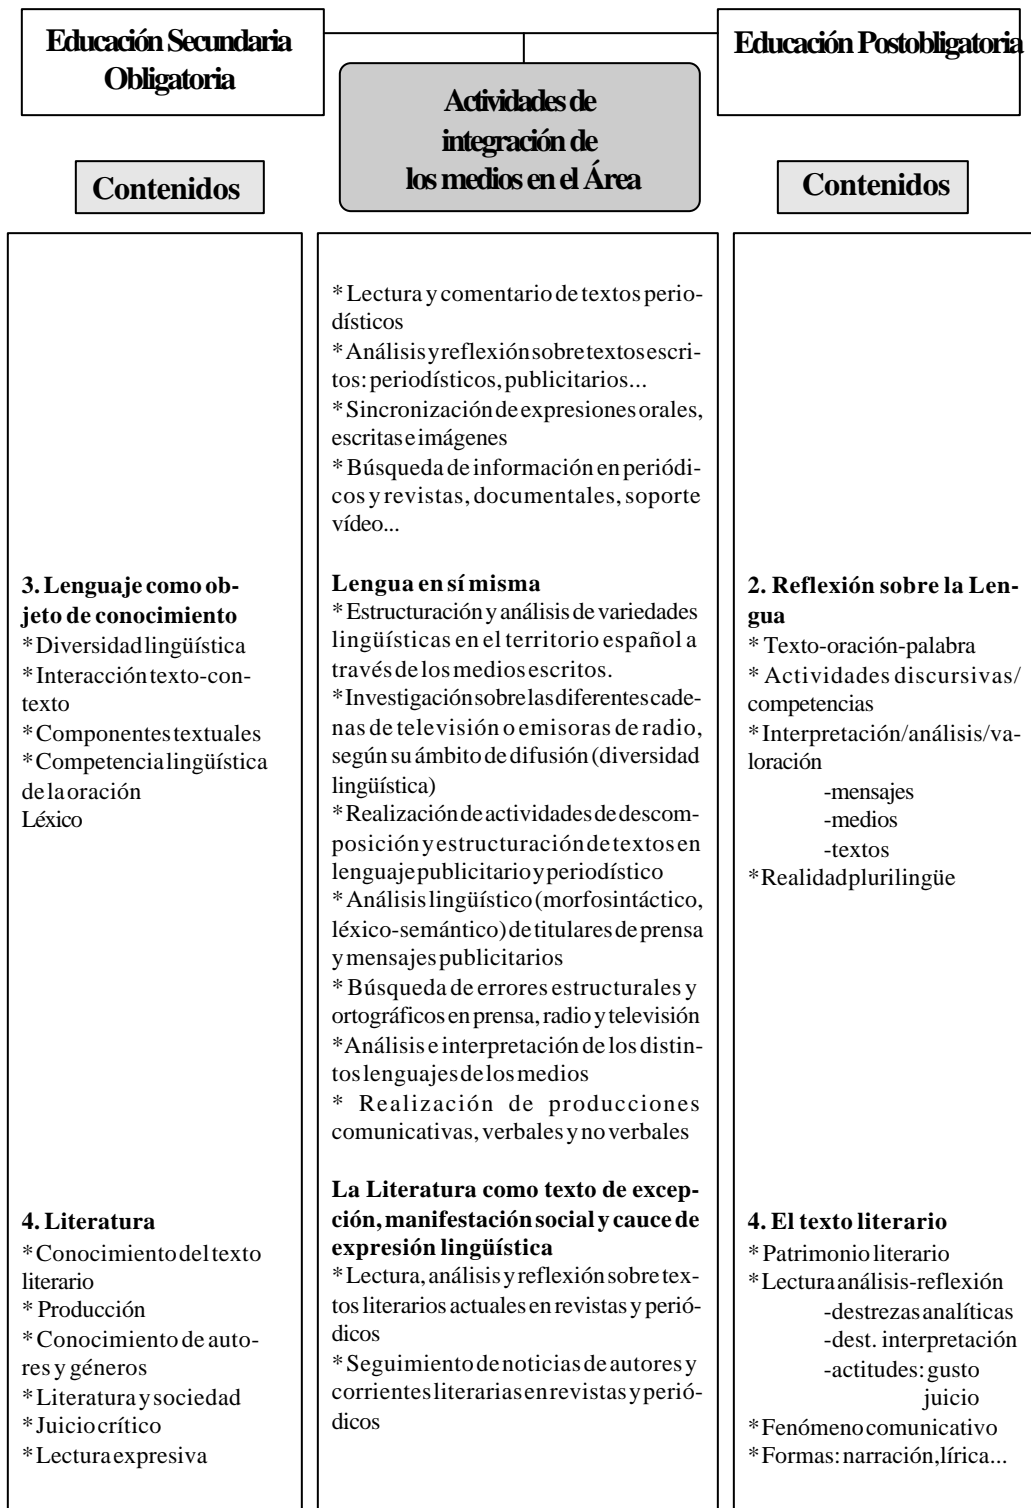 Educación Secundaria
Obligatoria
Educación Postobligatoria
Actividades de
integración de
los medios en el Área
Contenidos
Contenidos
* Lectura y comentario de textos perio-
dísticos
* Análisis y reflexión sobre textos escri-
tos: periodísticos, publicitarios...
* Sincronización de expresiones orales,
escritas e imágenes
* Búsqueda de información en periódi-
cos y revistas, documentales, soporte
vídeo...
3. Lenguaje como ob-
jeto de conocimiento
* Diversidad lingüística
* Interacción texto-con-
texto
* Componentes textuales
* Competencia lingüística
de la oración
Léxico
Lengua en sí misma
* Estructuración y análisis de variedades
lingüísticas en el territorio español a
través de los medios escritos.
* Investigación sobre las diferentes cade-
nas de televisión o emisoras de radio,
según su ámbito de difusión (diversidad
lingüística)
* Realización de actividades de descom-
posición y estructuración de textos en
lenguaje publicitario y periodístico
* Análisis lingüístico (morfosintáctico,
léxico-semántico) de titulares de prensa
y mensajes publicitarios
* Búsqueda de errores estructurales y
ortográficos en prensa, radio y televisión
* Análisis e interpretación de los distin-
tos lenguajes de los medios
* Realización de producciones
comunicativas, verbales y no verbales
2. Reflexión sobre la Len-
gua
* Texto-oración-palabra
* Actividades discursivas/
competencias
* Interpretación/análisis/va-
loración
-mensajes
-medios
-textos
* Realidad plurilingüe
4. Literatura
* Conocimiento del texto
literario
* Producción
* Conocimiento de auto-
res y géneros
* Literatura y sociedad
* Juicio crítico
* Lectura expresiva
La Literatura como texto de excep-
ción, manifestación social y cauce de
expresión lingüística
* Lectura, análisis y reflexión sobre tex-
tos literarios actuales en revistas y perió-
dicos
* Seguimiento de noticias de autores y
corrientes literarias en revistas y perió-
dicos
4. El texto literario
* Patrimonio literario
* Lectura análisis-reflexión
-destrezas analíticas
-dest. interpretación
-actitudes: gusto
juicio
* Fenómeno comunicativo
* Formas: narración, lírica...